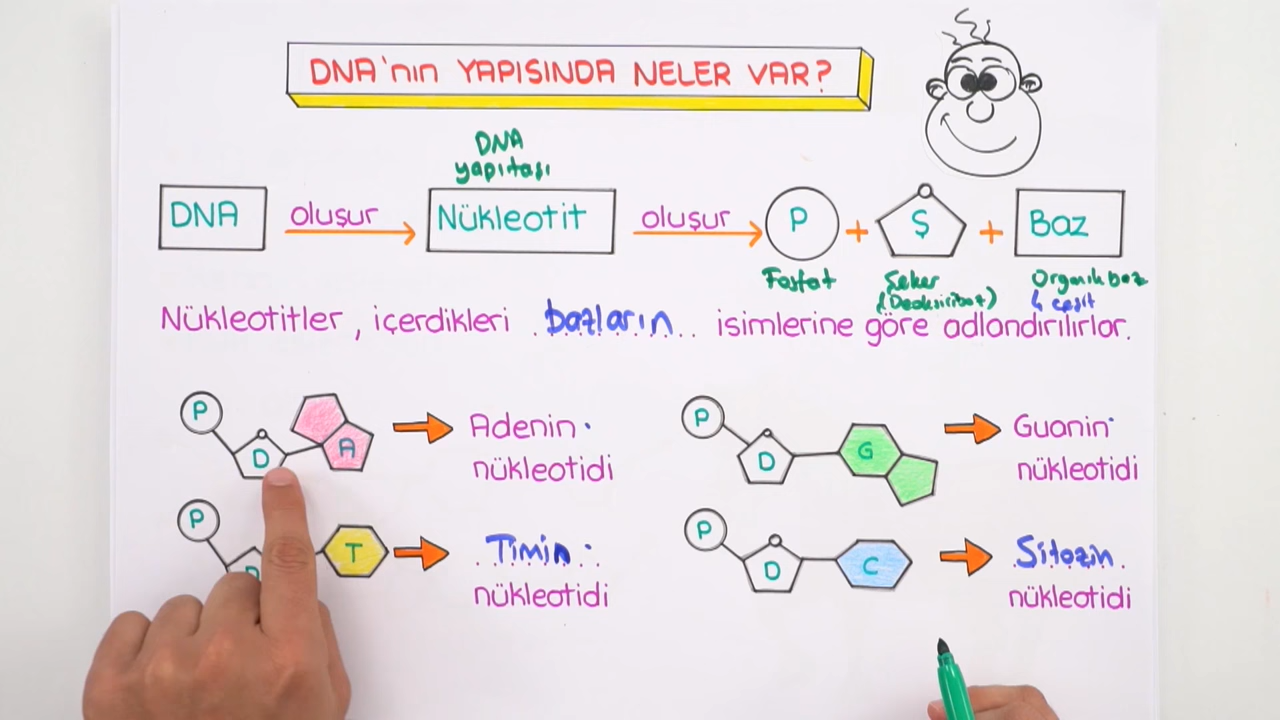 DNA'nın YAPISINDA NELER VAR?
DNA yapıtaşı
DNA oluşur Nükleotit oluşur P + Ş + Baz
Fosfat Şeker (Deoksiriboz) Organik baz 4 çeşit
Nükleotitler, içerdikleri bazların isimlerine göre adlandırılırlar.
P D A Adenin
nükleotidi
P D G Guanin
nükleotidi
P D T Timin
nükleotidi
P D C Sitozin
nükleotidi